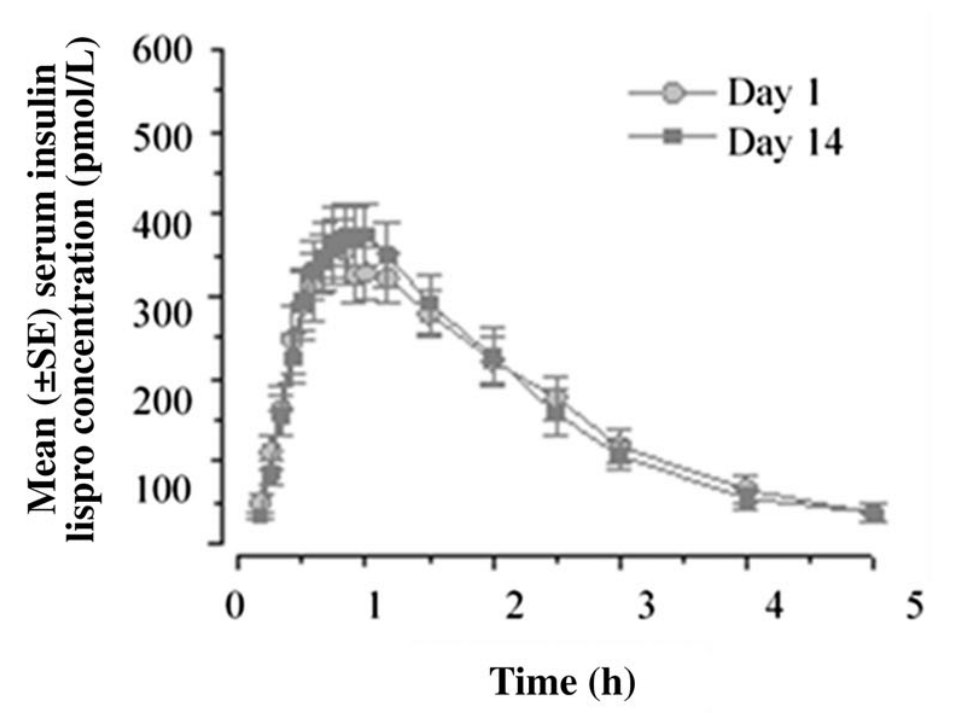 Mean (±SE) serum insulin
lispro concentration (pmol/L)
600
500
400
300
200
100
Day 1
Day 14
0 1 2 3 4 5
Time (h)